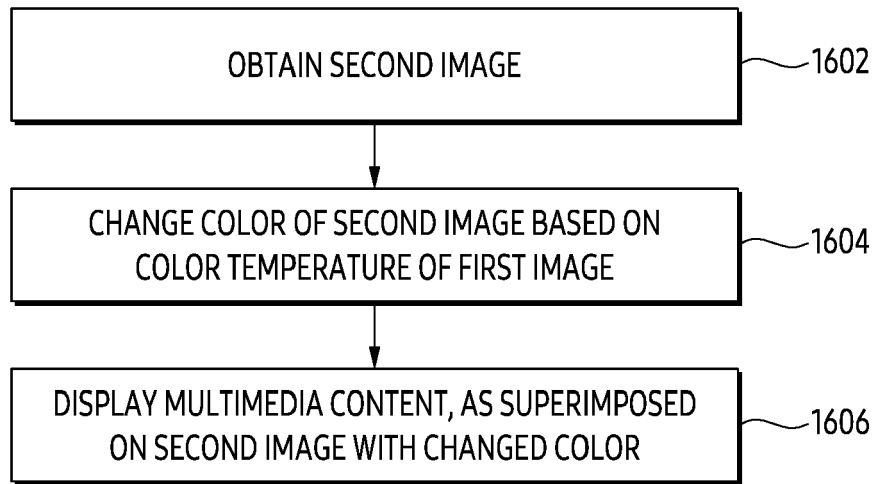 OBTAIN SECOND IMAGE
1602
CHANGE COLOR OF SECOND IMAGE BASED ON
COLOR TEMPERATURE OF FIRST IMAGE
1604
DISPLAY MULTIMEDIA CONTENT, AS SUPERIMPOSED
ON SECOND IMAGE WITH CHANGED COLOR
1606